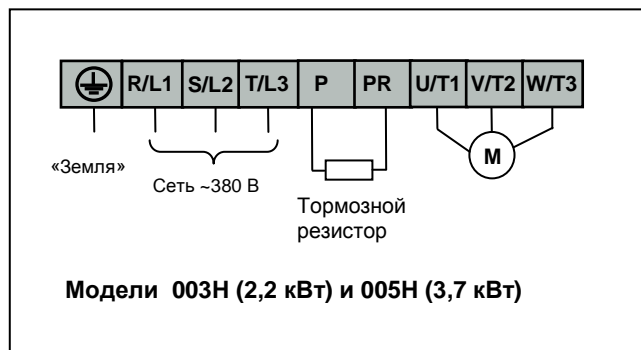 R/L1 S/L2 T/L3 P PR U/T1 V/T2 W/T3
«Земля»
Сеть ~380 В
M
Тормозной
резистор
Модели 003H (2,2 кВт) и 005H (3,7 кВт)